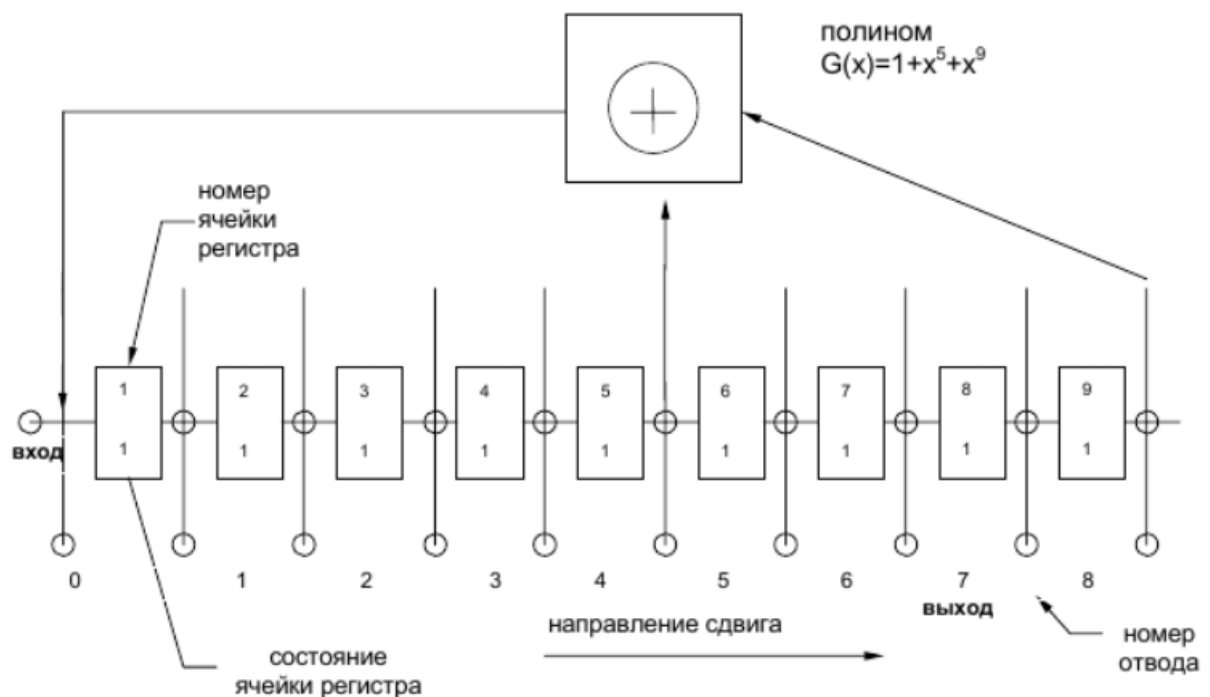 полином
G(x)=1+x⁵+x⁹
номер
ячейки
регистра
1 2 3 4 5 6 7 8 9
1 1 1 1 1 1 1 1 1
вход
0 1 2 3 4 5 6 7 8
выход
направление сдвига
номер
отвода
состояние
ячейки регистра